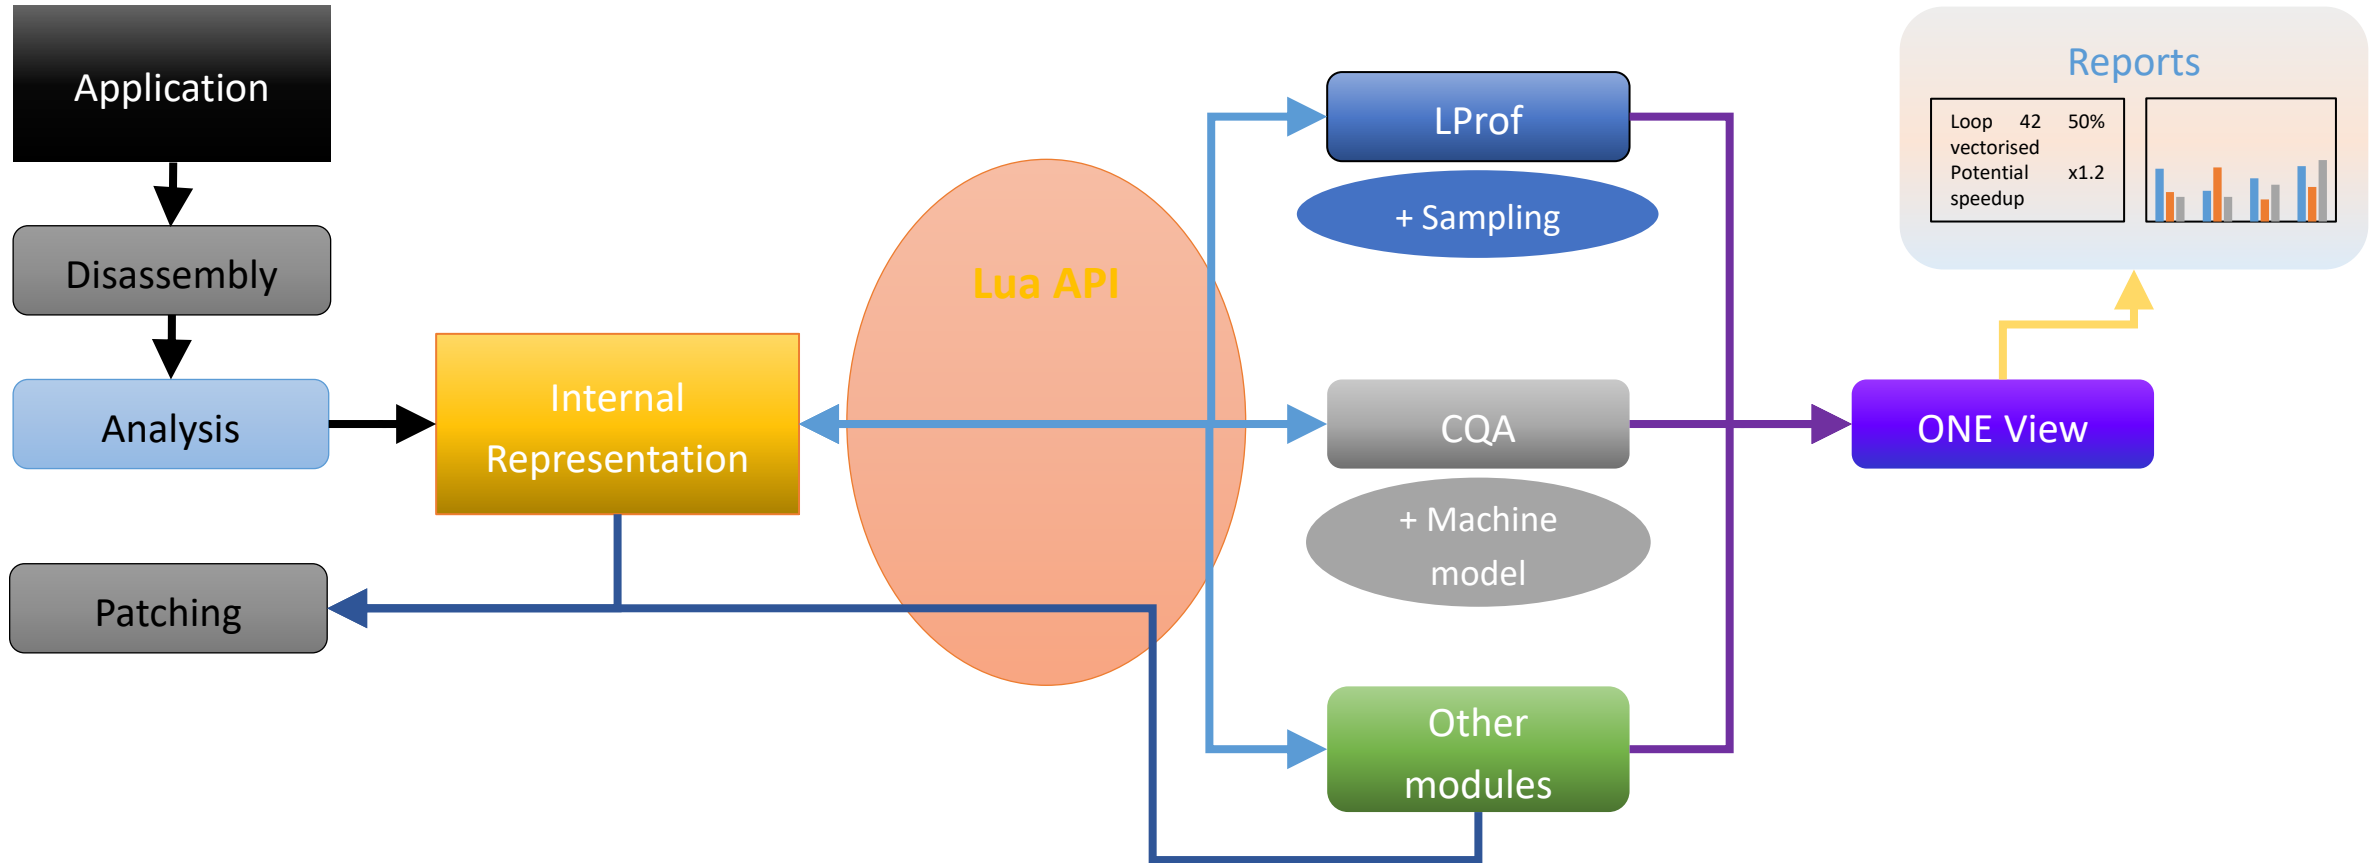 Application
Disassembly
Analysis
Patching
Internal
Representation
Lua API
LProf
+ Sampling
CQA
+ Machine
model
Other
modules
ONE View
Reports
Loop 42 50%
vectorised
Potential x1.2
speedup